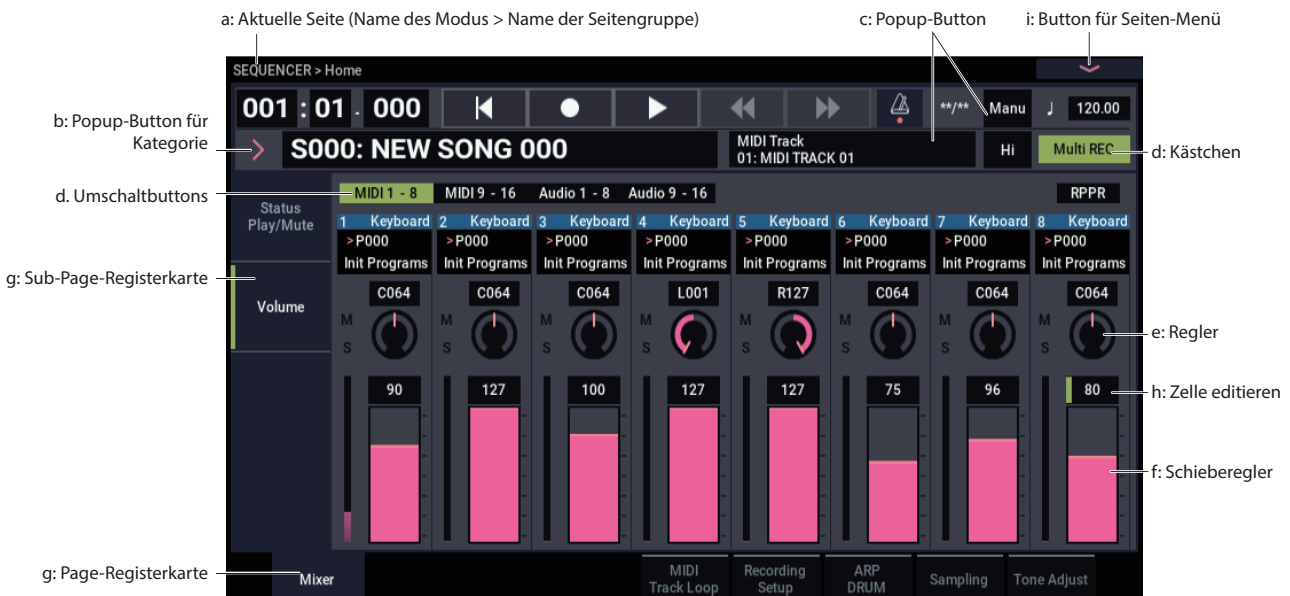 a: Aktuelle Seite (Name des Modus > Name der Seitengruppe)
c: Popup-Button
i: Button für Seiten-Menü
SEQUENCER > Home
001 : 01 . 000
**/**
Manu
♩ 120.00
b: Popup-Button für
Kategorie
S000: NEW SONG 000
MIDI Track
01: MIDI TRACK 01
Hi
Multi REC
d: Kästchen
d. Umschaltbuttons
MIDI 1 - 8
MIDI 9 - 16
Audio 1 - 8
Audio 9 - 16
RPPR
Status
Play/Mute
1 Keyboard 2 Keyboard 3 Keyboard 4 Keyboard 5 Keyboard 6 Keyboard 7 Keyboard 8 Keyboard
>P000 >P000 >P000 >P000 >P000 >P000 >P000 >P000
Init Programs Init Programs Init Programs Init Programs Init Programs Init Programs Init Programs Init Programs
g: Sub-Page-Registerkarte
Volume
C064 C064 C064 L001 R127 C064 C064 C064
M M M M M M M M
e: Regler
S S S S S S S S
90 127 100 127 127 75 96 80
h: Zelle editieren
f: Schieberegler
g: Page-Registerkarte
Mixer
MIDI
Track Loop
Recording
Setup
ARP
DRUM
Sampling
Tone Adjust